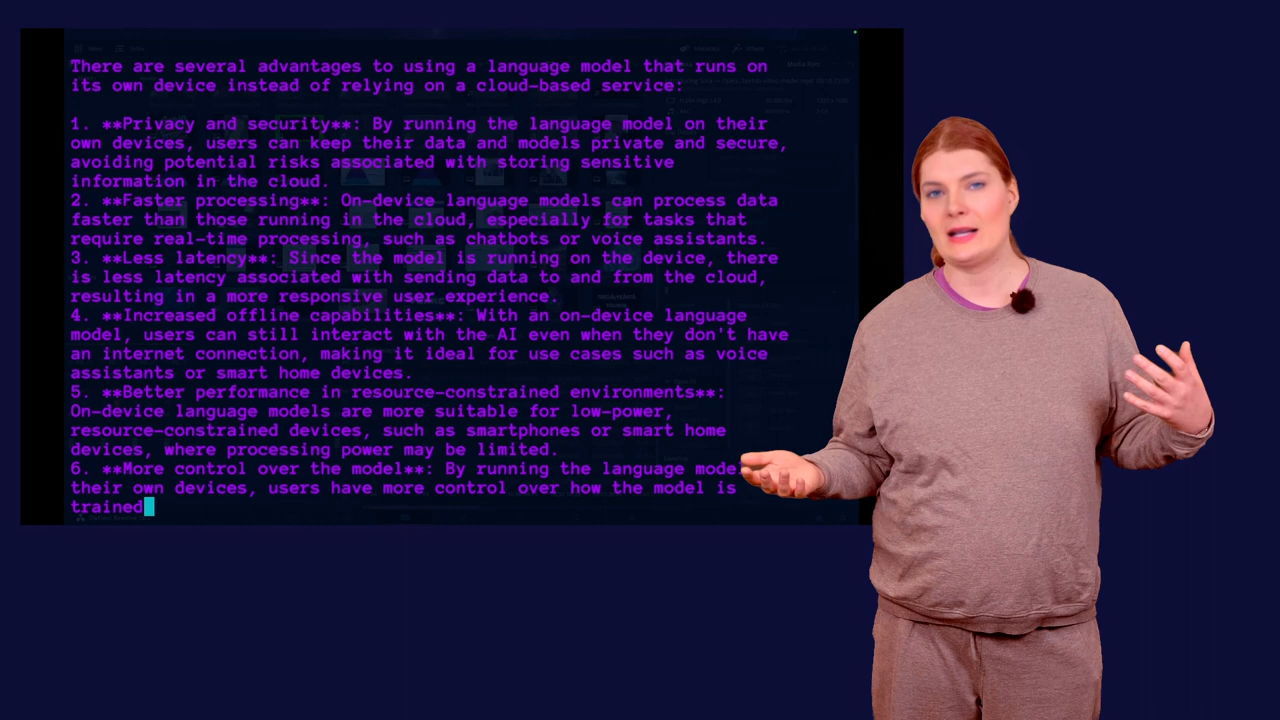 There are several advantages to using a language model that runs on
its own device instead of relying on a cloud-based service:
1. **Privacy and security**: By running the language model on their
own devices, users can keep their data and models private and secure,
avoiding potential risks associated with storing sensitive
information in the cloud.
2. **Faster processing**: On-device language models can process data
faster than those running in the cloud, especially for tasks that
require real-time processing, such as chatbots or voice assistants.
3. **Less latency**: Since the model is running on the device, there
is less latency associated with sending data to and from the cloud,
resulting in a more responsive user experience.
4. **Increased offline capabilities**: With an on-device language
model, users can still interact with the AI even when they don't have
an internet connection, making it ideal for use cases such as voice
assistants or smart home devices.
5. **Better performance in resource-constrained environments**:
On-device language models are more suitable for low-power,
resource-constrained devices, such as smartphones or smart home
devices, where processing power may be limited.
6. **More control over the model**: By running the language
their own devices, users have more control over how the model is
trained